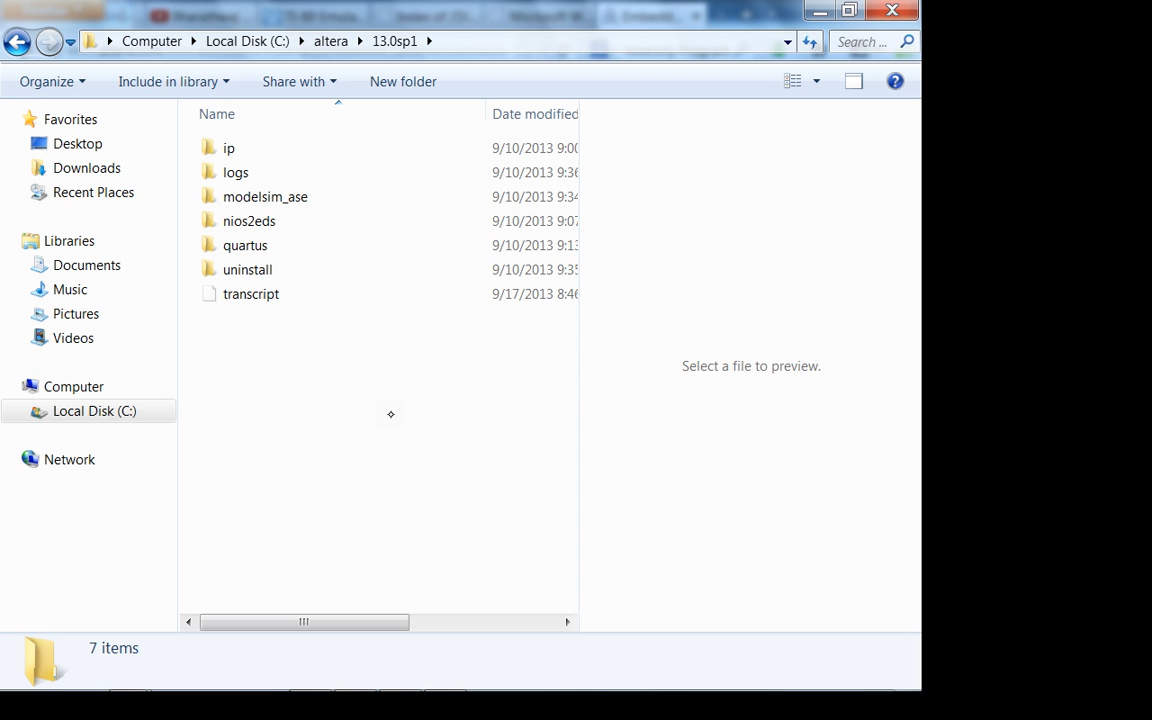 Computer Local Disk (C:) altera 13.0sp1
Search ...
Organize Include in library Share with New folder
Name Date modified
Favorites
Desktop
Downloads
Recent Places
Libraries
Documents
Music
Pictures
Videos
Computer
Local Disk (C:)
Network
ip 9/10/2013 9:00
logs 9/10/2013 9:36
modelsim_ase 9/10/2013 9:34
nios2eds 9/10/2013 9:07
quartus 9/10/2013 9:13
uninstall 9/10/2013 9:35
transcript 9/17/2013 8:46
Select a file to preview.
7 items